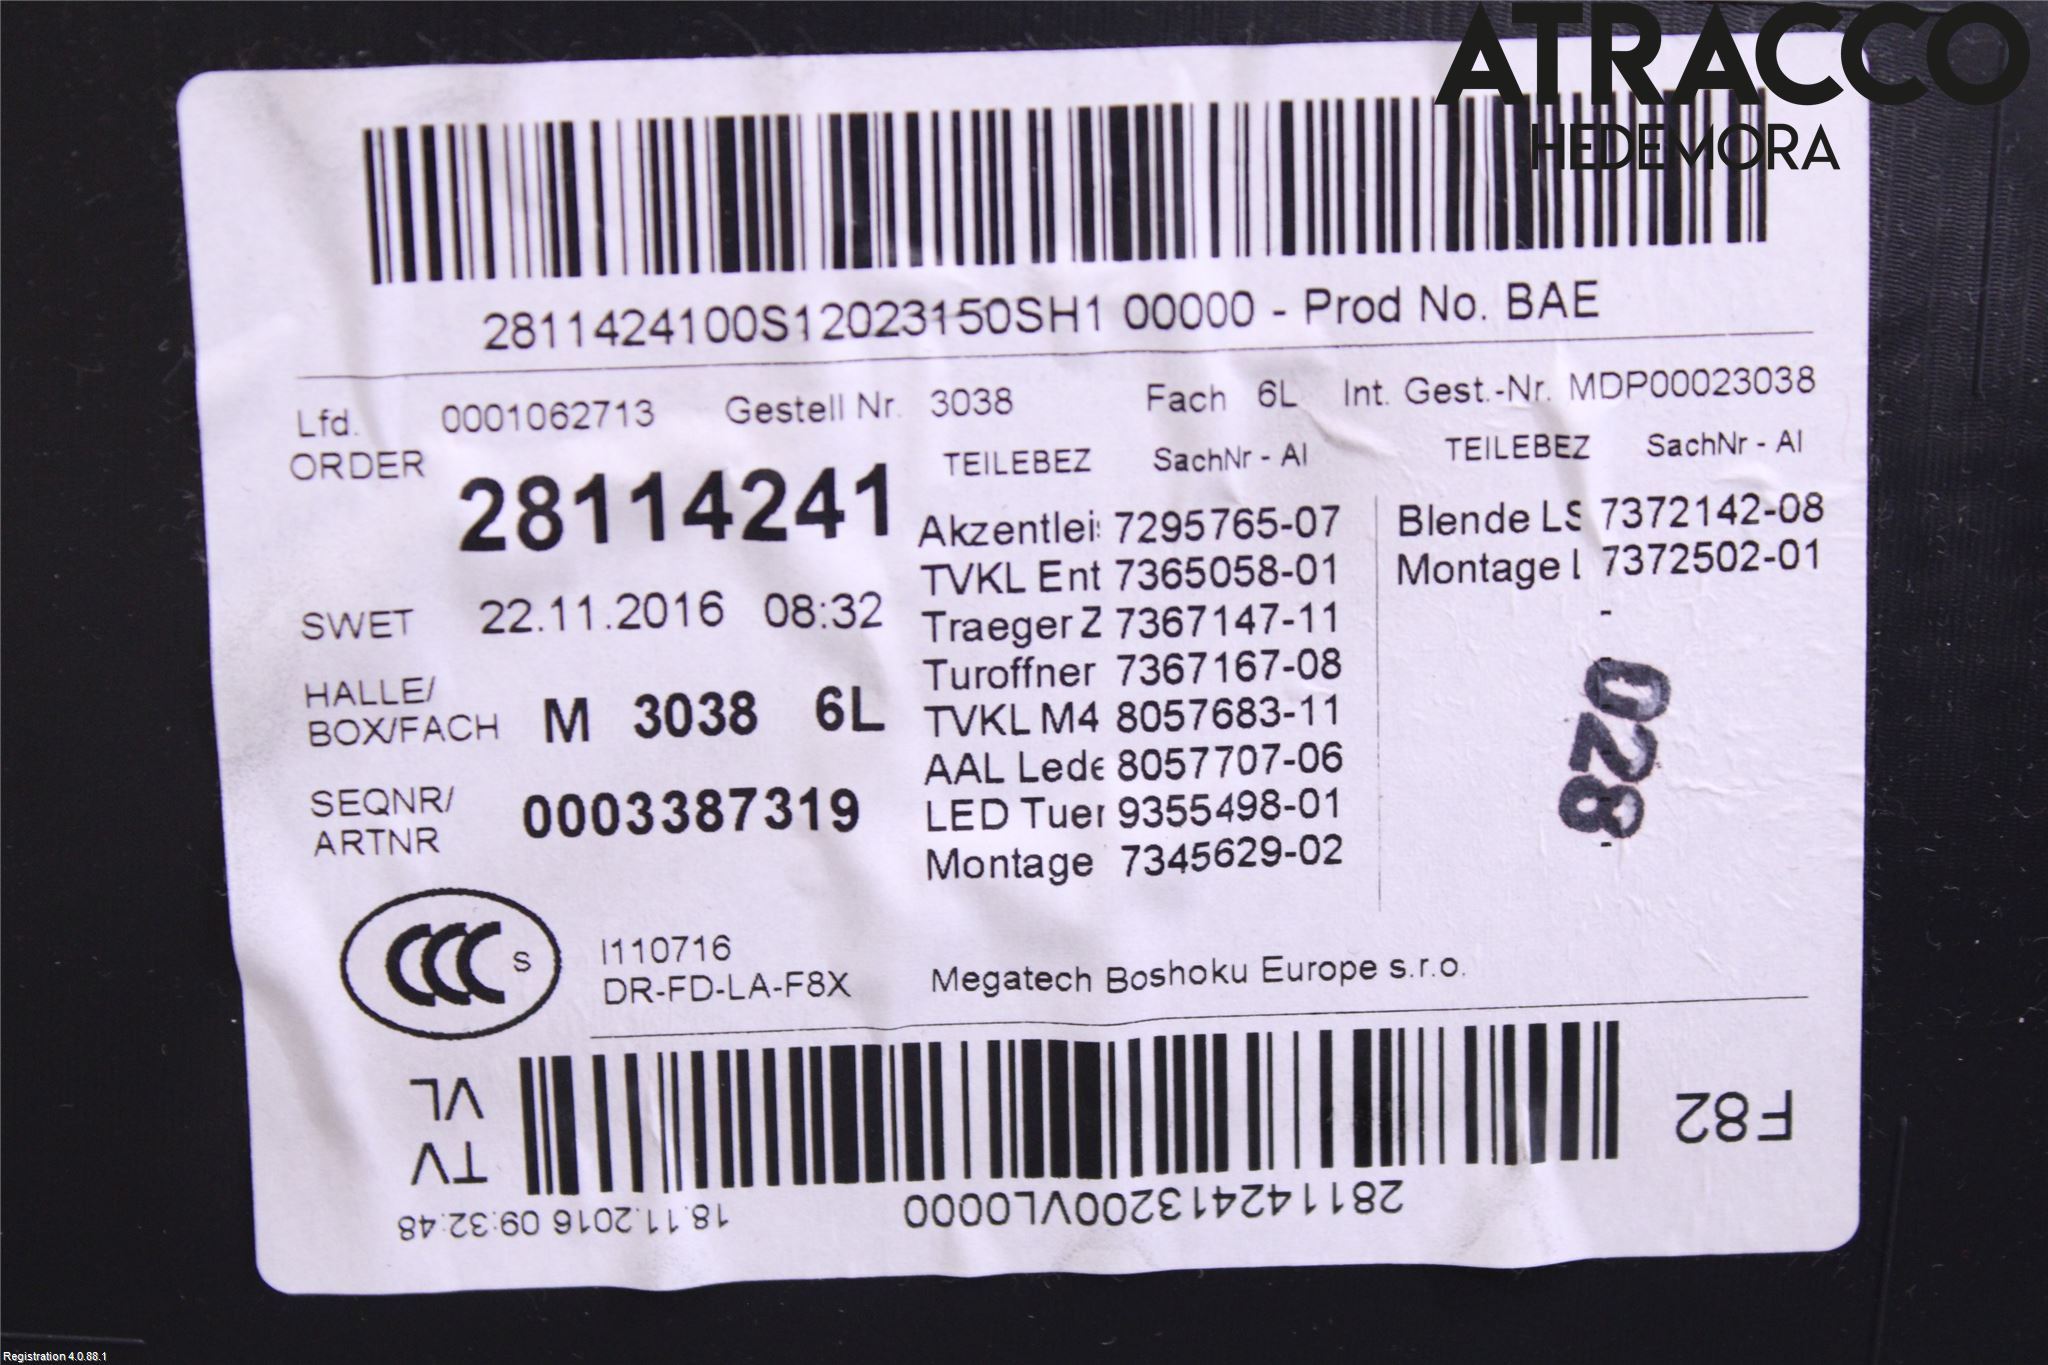 ATRACCO
HEDEMORA
2811424100S12023150SH1 00000 - Prod No. BAE
Lfd. 0001062713 Gestell Nr. 3038 Fach 6L Int. Gest.-Nr. MDP00023038
ORDER 28114241
TEILEBEZ SachNr - AI TEILEBEZ SachNr - AI
Akzentlei 7295765-07 Blende LS 7372142-08
TVKL Ent 7365058-01 Montage 7372502-01
SWET 22.11.2016 08:32
Traeger Z 7367147-11 -
Turoffner 7367167-08 -
HALLE/
BOX/FACH M 3038 6L
TVKL M4 8057683-11
AAL Lede 8057707-06
SEQNR/
ARTNR 0003387319
LED Tuer 9355498-01
Montage 7345629-02 -
028
CCC S
I110716
DR-FD-LA-F8X Megatech Boshoku Europe s.r.o.
F82
281142413200VL0000
TV
VL
18.11.2016 09:32:48
Registration 4.0.88.1